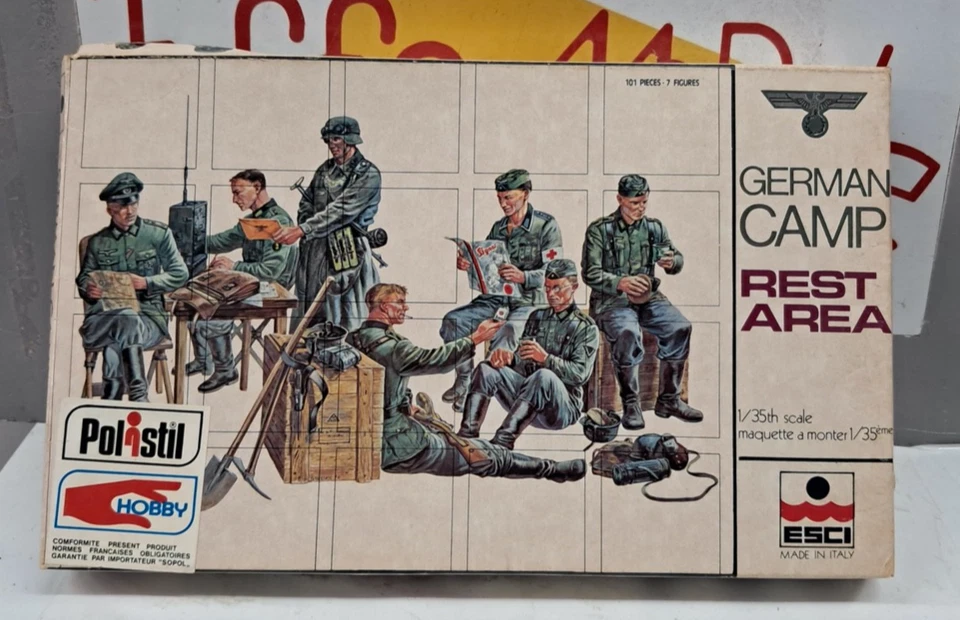 101 PIECES - 7 FIGURES
GERMAN
CAMP
REST
AREA
1/35th scale
maquette a monter 1/35ème
ESCI
MADE IN ITALY
Signal
Polistil
HOBBY
COMFORMITE PRESENT PRODUIT
NORMES FRANCAISES OBLIGATOIRES
GARANTIE PAR IMPORTATEUR "SOPOL„